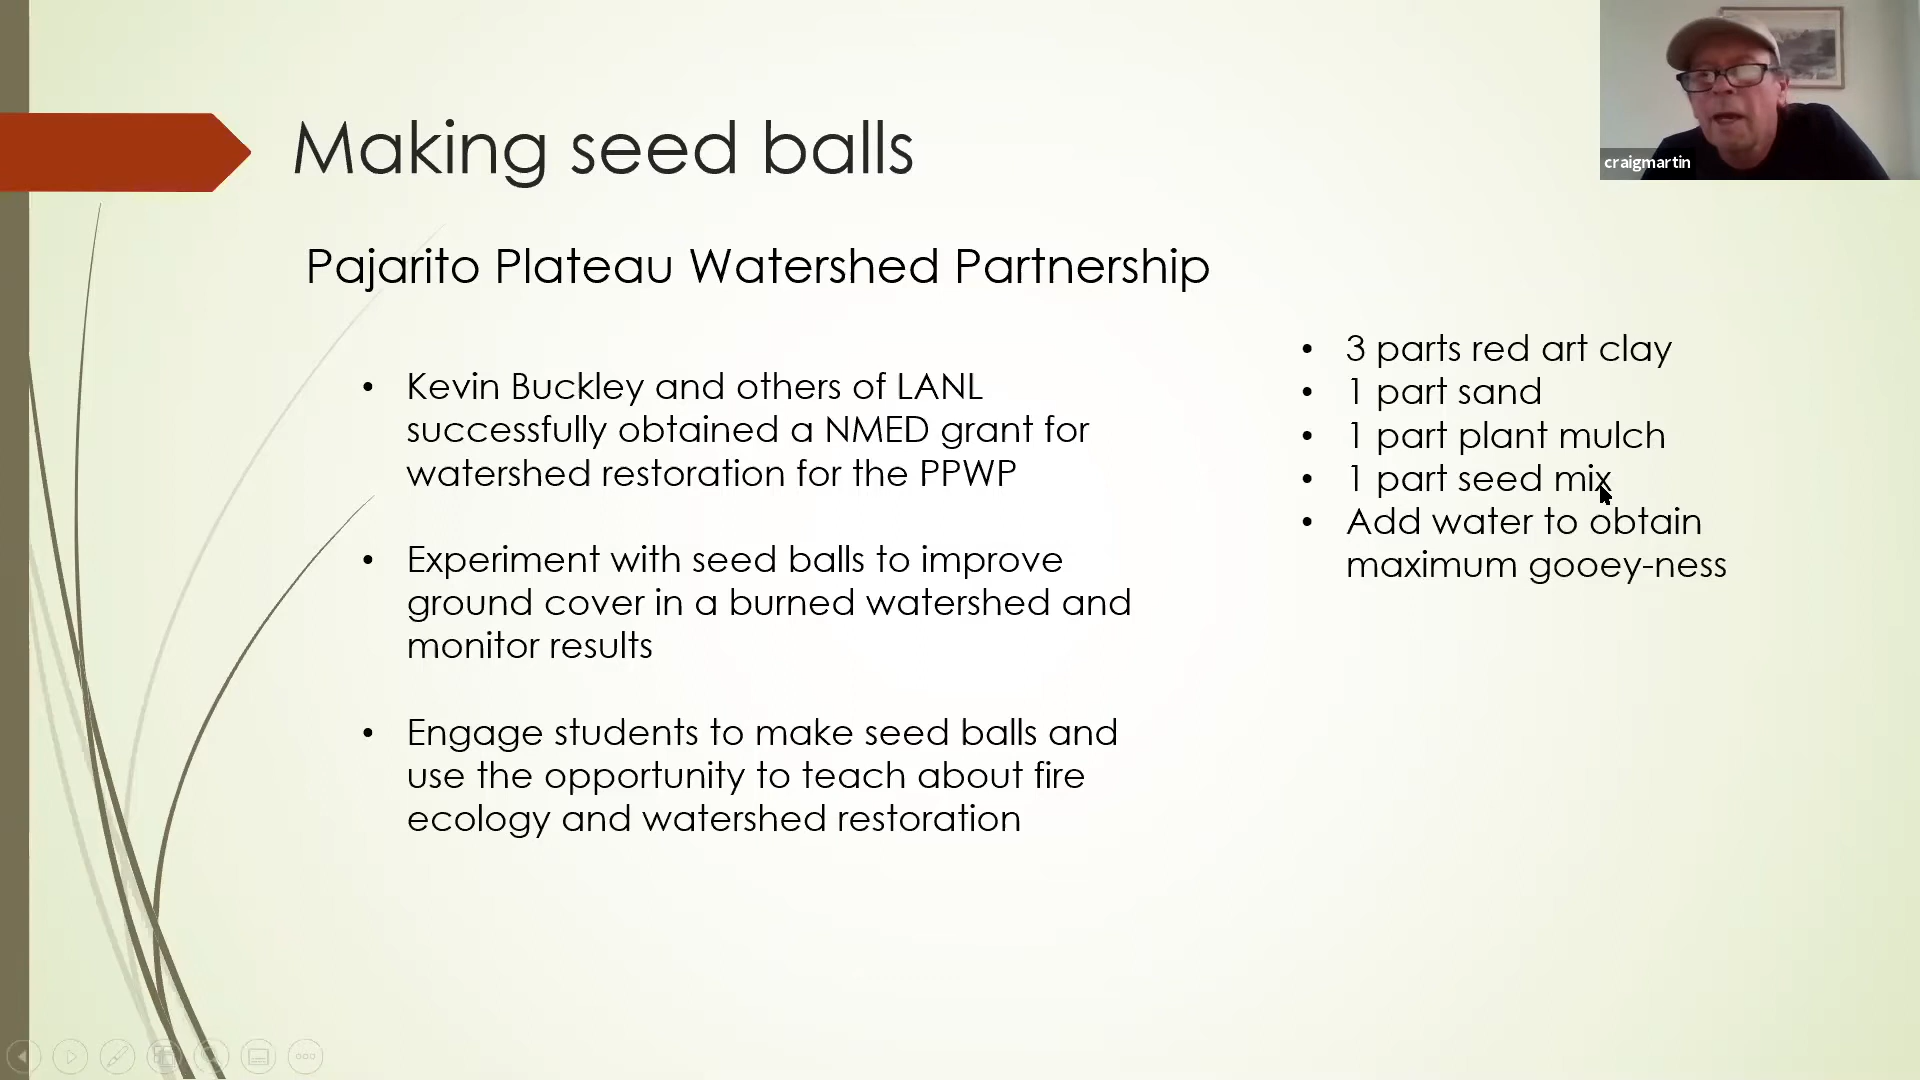 Making seed balls
Pajarito Plateau Watershed Partnership
• Kevin Buckley and others of LANL
successfully obtained a NMED grant for
watershed restoration for the PPWP
• Experiment with seed balls to improve
ground cover in a burned watershed and
monitor results
• Engage students to make seed balls and
use the opportunity to teach about fire
ecology and watershed restoration
• 3 parts red art clay
• 1 part sand
• 1 part plant mulch
• 1 part seed mix
• Add water to obtain
maximum gooey-ness
craigmartin